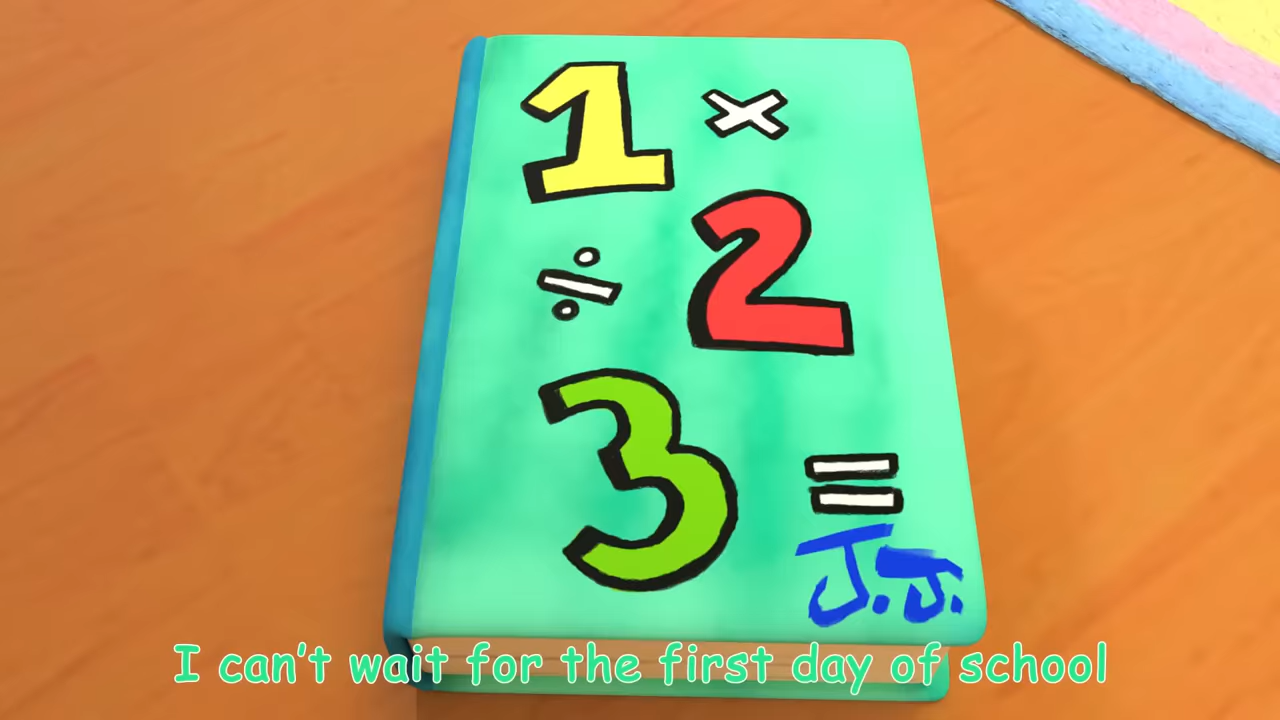 1 ×
÷ 2
3 =
J.J.
I can't wait for the first day of school